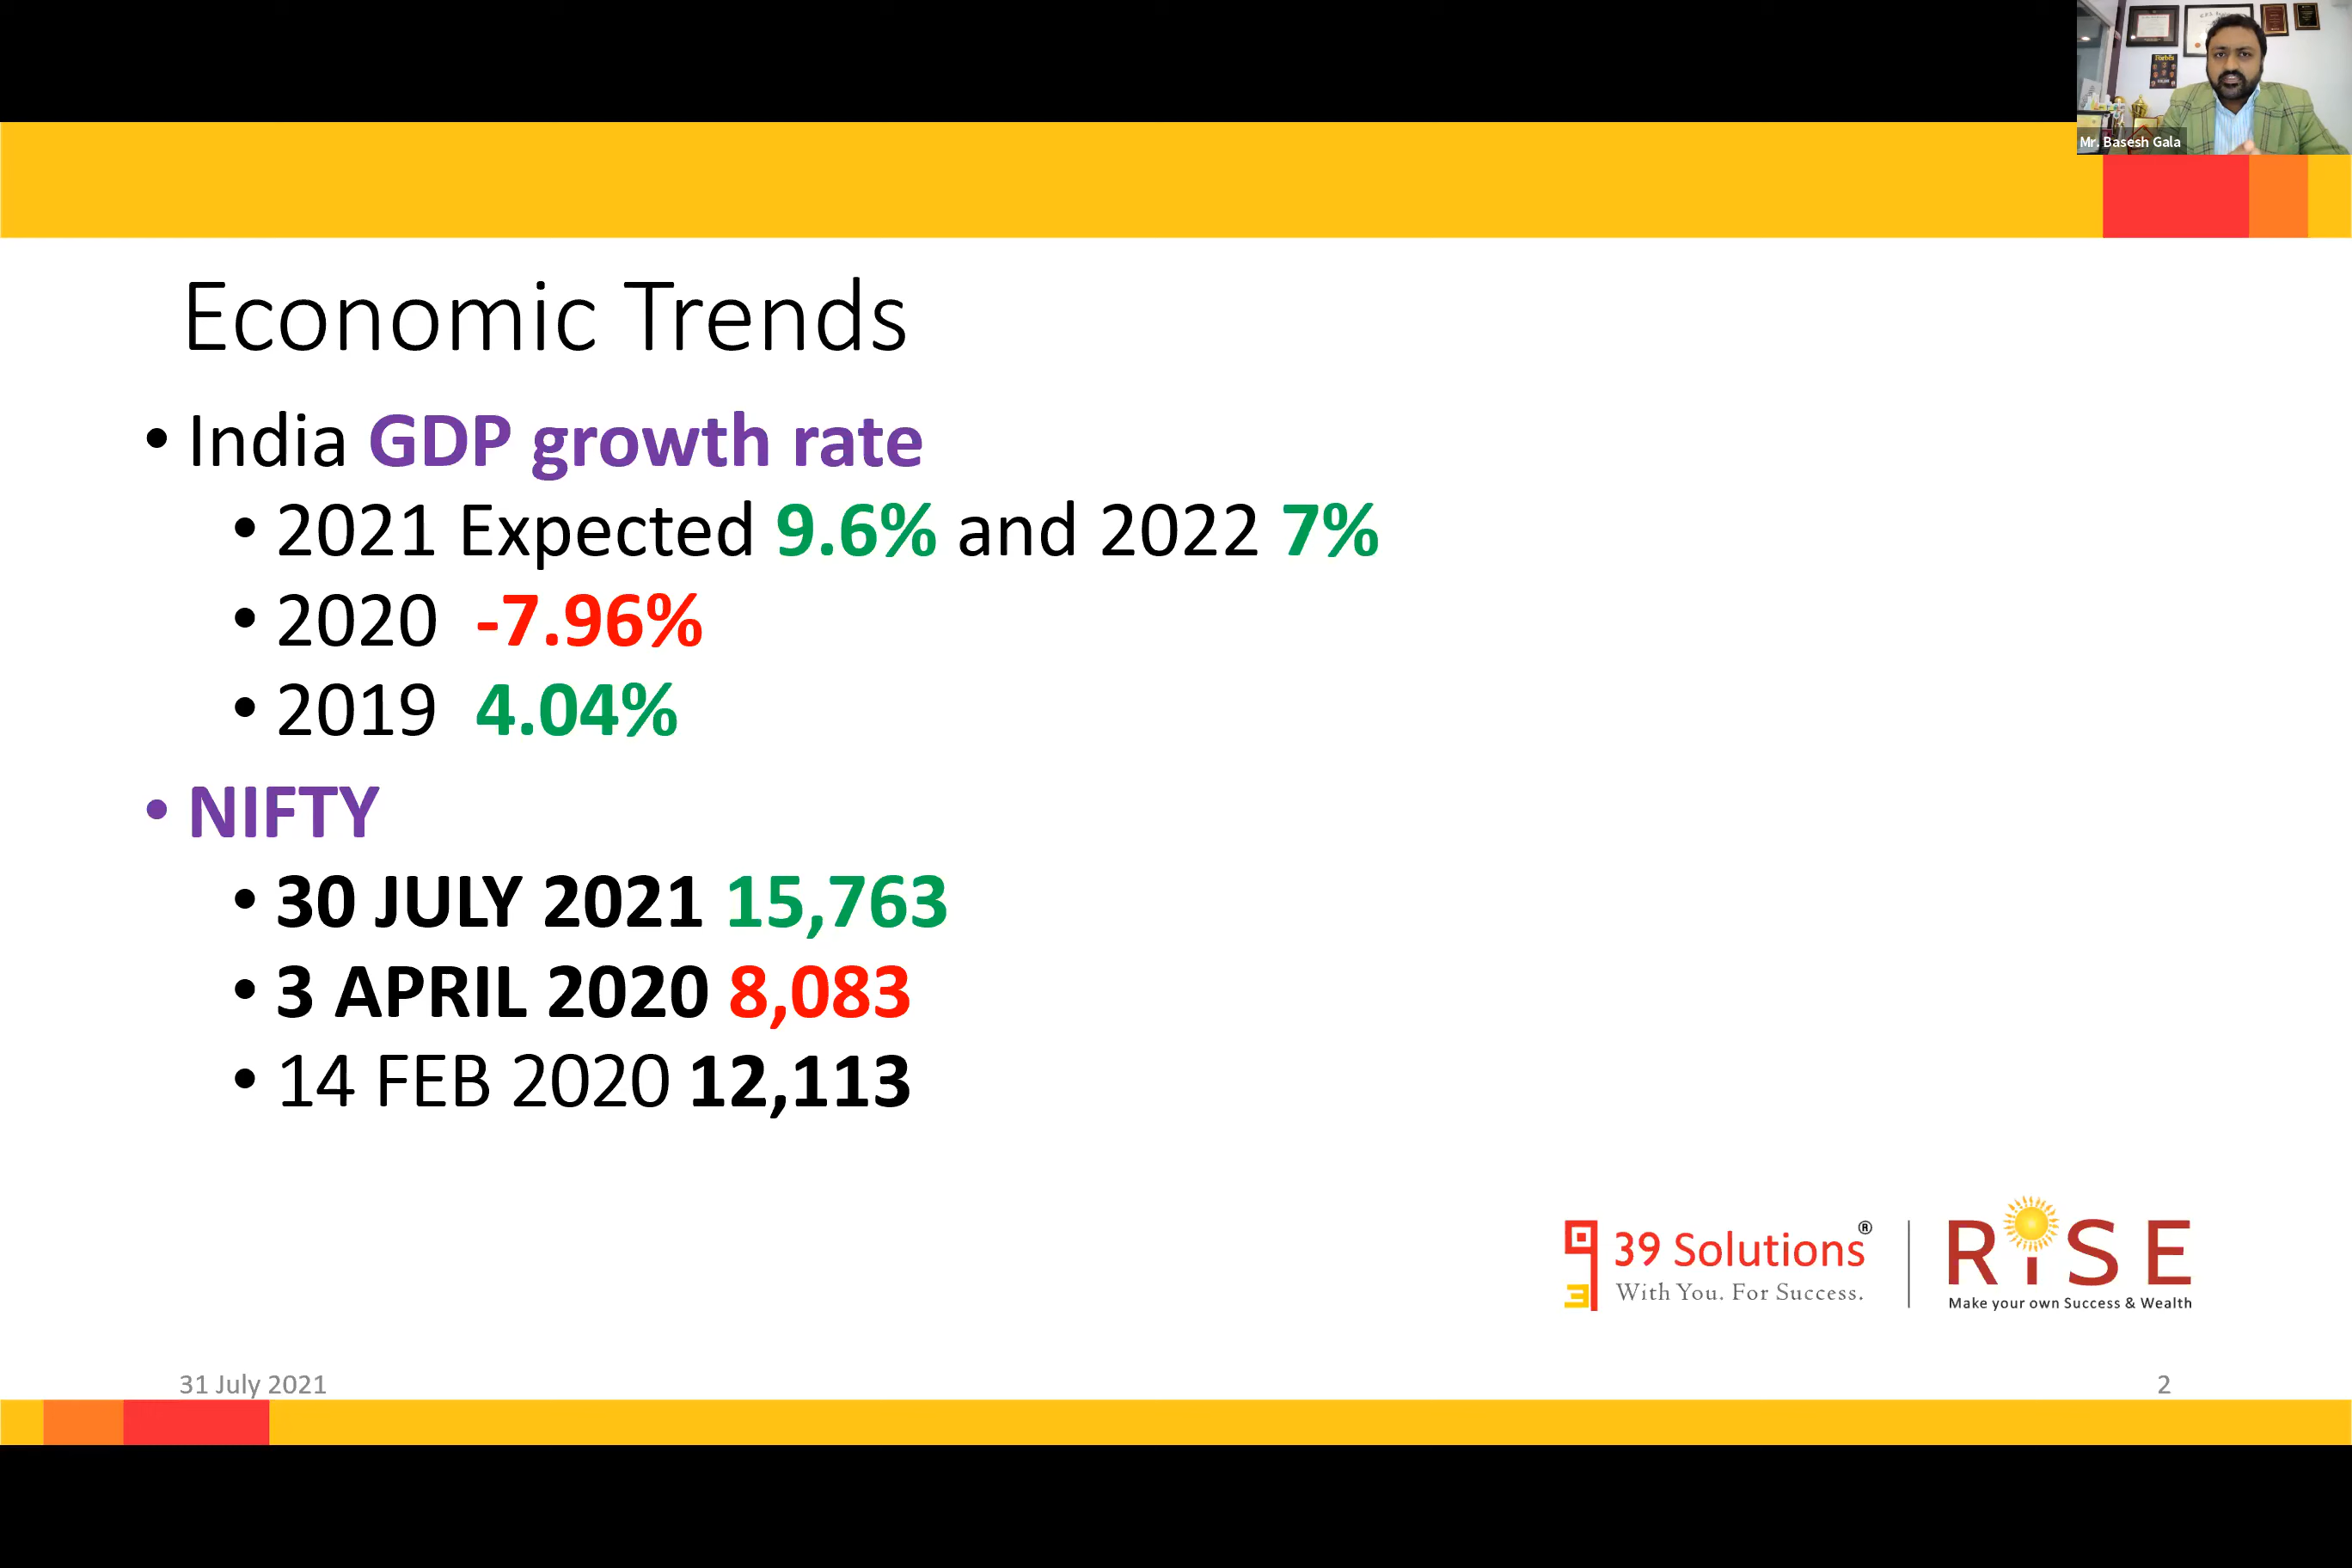 Mr. Basesh Gala
Economic Trends
• India GDP growth rate
• 2021 Expected 9.6% and 2022 7%
• 2020 -7.96%
• 2019 4.04%
• NIFTY
• 30 JULY 2021 15,763
• 3 APRIL 2020 8,083
• 14 FEB 2020 12,113
39 Solutions®
With You. For Success.
RiSE
Make your own Success & Wealth
31 July 2021
2